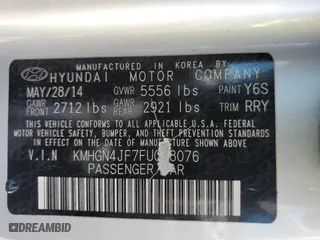 HYUNDAI MOTOR COMPANY
MANUFACTURED IN KOREA BY
MAY/28/14 GVWR 5556 lbs PAINT Y6S
GAWR FRONT 2712 lbs GAWR REAR 2921 lbs TRIM RRY
THIS VEHICLE CONFORMS TO ALL APPLICABLE U.S. FEDERAL MOTOR VEHICLE
SAFETY, BUMPER, AND THEFT PREVENTION STANDARDS IN EFFECT ON THE
DATE OF MANUFACTURE SHOWN ABOVE
V.I.N KMHGN4JF7FU 8076
PASSENGER CAR
DREAMBID